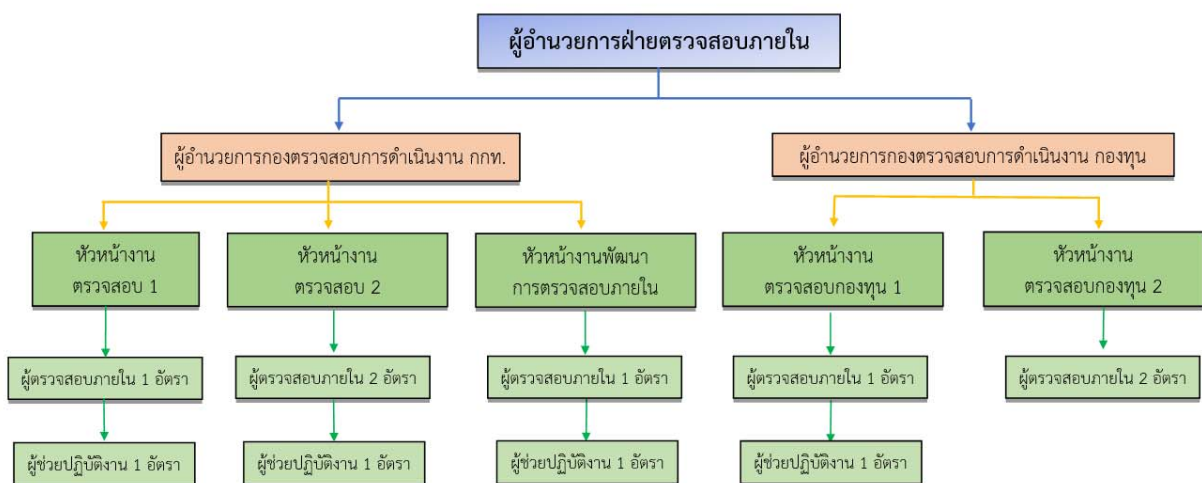 ผู้อำนวยการฝ่ายตรวจสอบภายใน
ผู้อำนวยการกองตรวจสอบการดำเนินงาน กกท.
ผู้อำนวยการกองตรวจสอบการดำเนินงาน กองทุน
หัวหน้างาน
ตรวจสอบ 1
หัวหน้างาน
ตรวจสอบ 2
หัวหน้างานพัฒนา
การตรวจสอบภายใน
หัวหน้างาน
ตรวจสอบกองทุน 1
หัวหน้างาน
ตรวจสอบกองทุน 2
ผู้ตรวจสอบภายใน 1 อัตรา
ผู้ตรวจสอบภายใน 2 อัตรา
ผู้ตรวจสอบภายใน 1 อัตรา
ผู้ตรวจสอบภายใน 1 อัตรา
ผู้ตรวจสอบภายใน 2 อัตรา
ผู้ช่วยปฏิบัติงาน 1 อัตรา
ผู้ช่วยปฏิบัติงาน 1 อัตรา
ผู้ช่วยปฏิบัติงาน 1 อัตรา
ผู้ช่วยปฏิบัติงาน 1 อัตรา